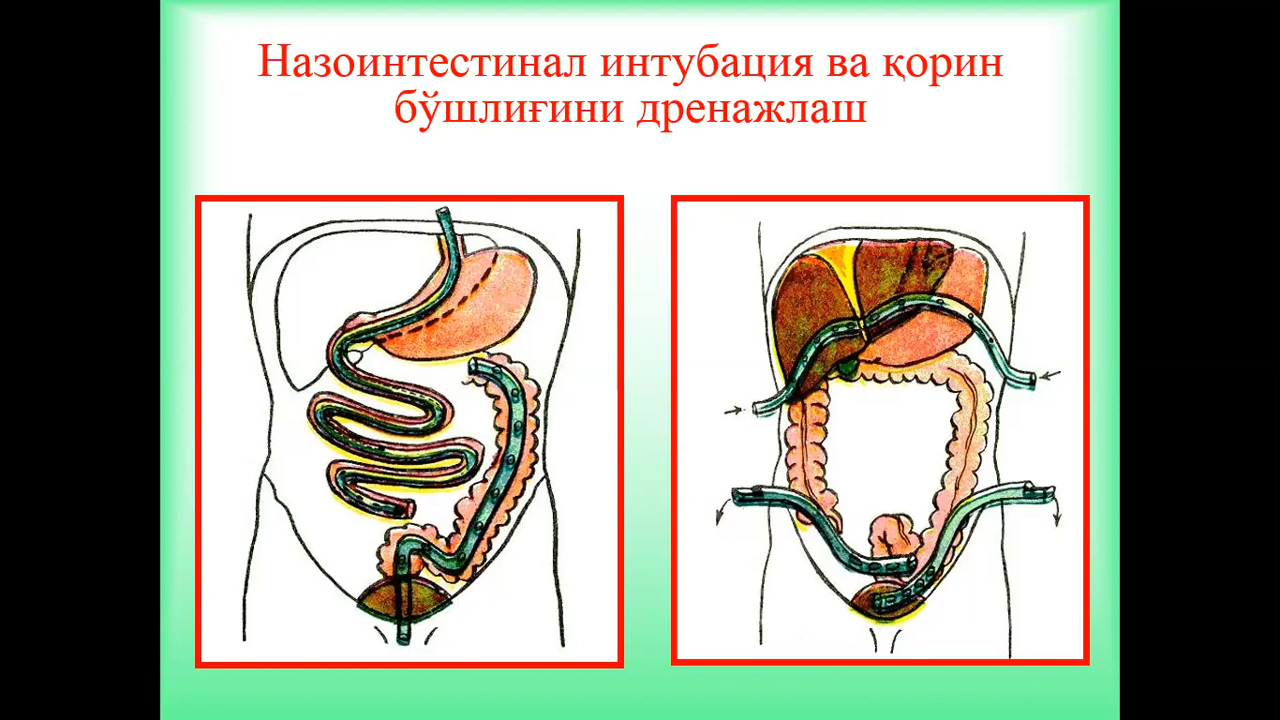 Назоинтестинал интубация ва қорин
бўшлиғини дренажлаш